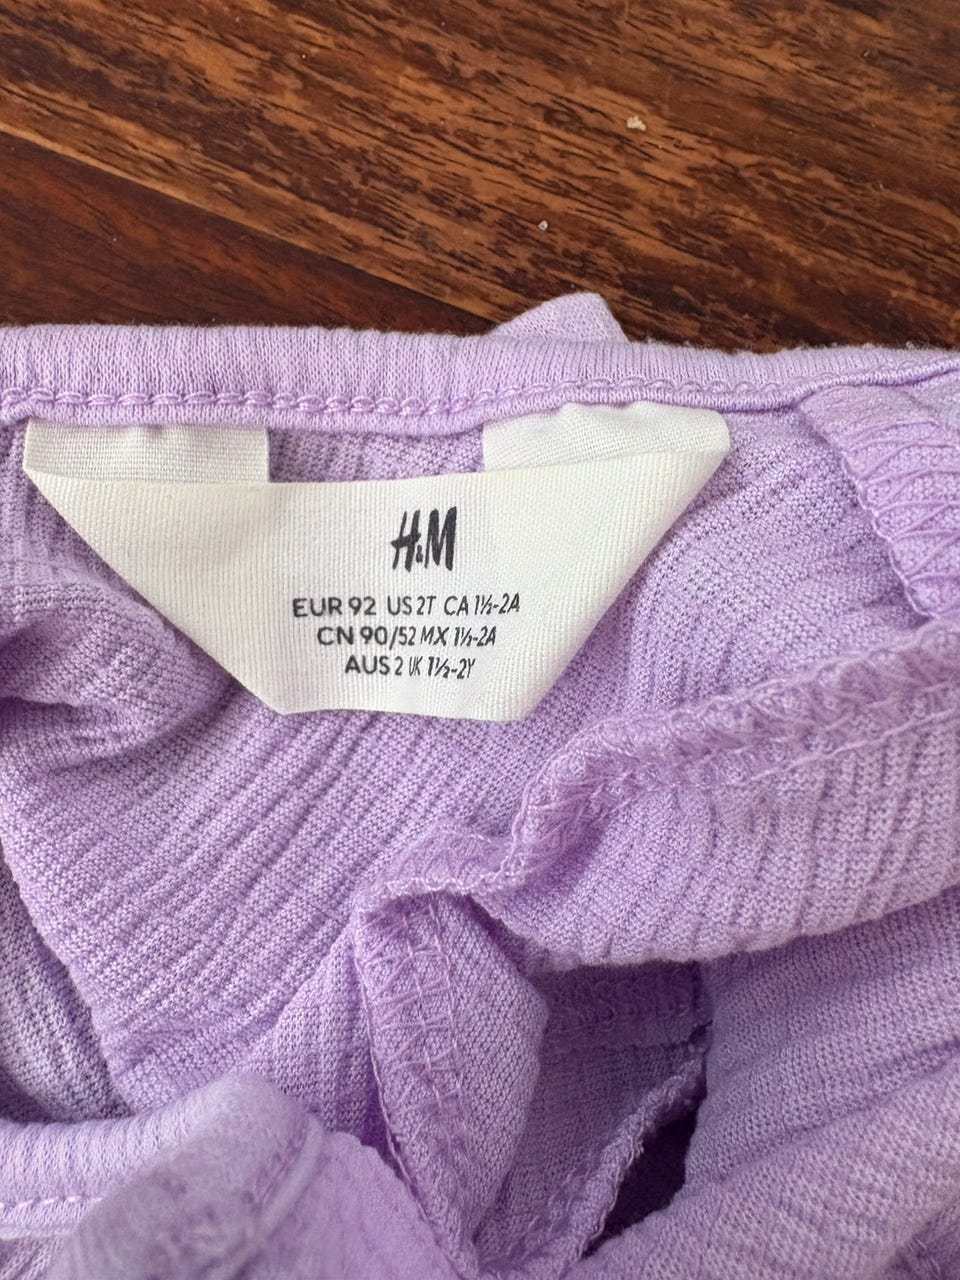 H&M
EUR 92 US 2T CA 1½-2A
CN 90/52 MX 1½-2A
AUS 2 UK 1½-2Y